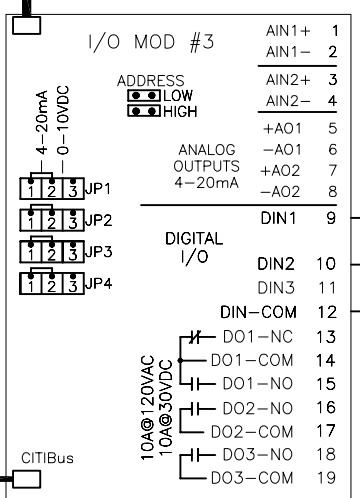 I/O MOD #3
ADDRESS
LOW
HIGH
4-20mA
0-10VDC
1 2 3 JP1
1 2 3 JP2
1 2 3 JP3
1 2 3 JP4
AIN1+ 1
AIN1- 2
AIN2+ 3
AIN2- 4
ANALOG
OUTPUTS
4-20mA
+AO1 5
-AO1 6
+AO2 7
-AO2 8
DIGITAL
I/O
DIN1 9
DIN2 10
DIN3 11
DIN-COM 12
10A@120VAC
10A@30VDC
DO1-NC 13
DO1-COM 14
DO1-NO 15
DO2-NO 16
DO2-COM 17
DO3-NO 18
DO3-COM 19
CITIBus